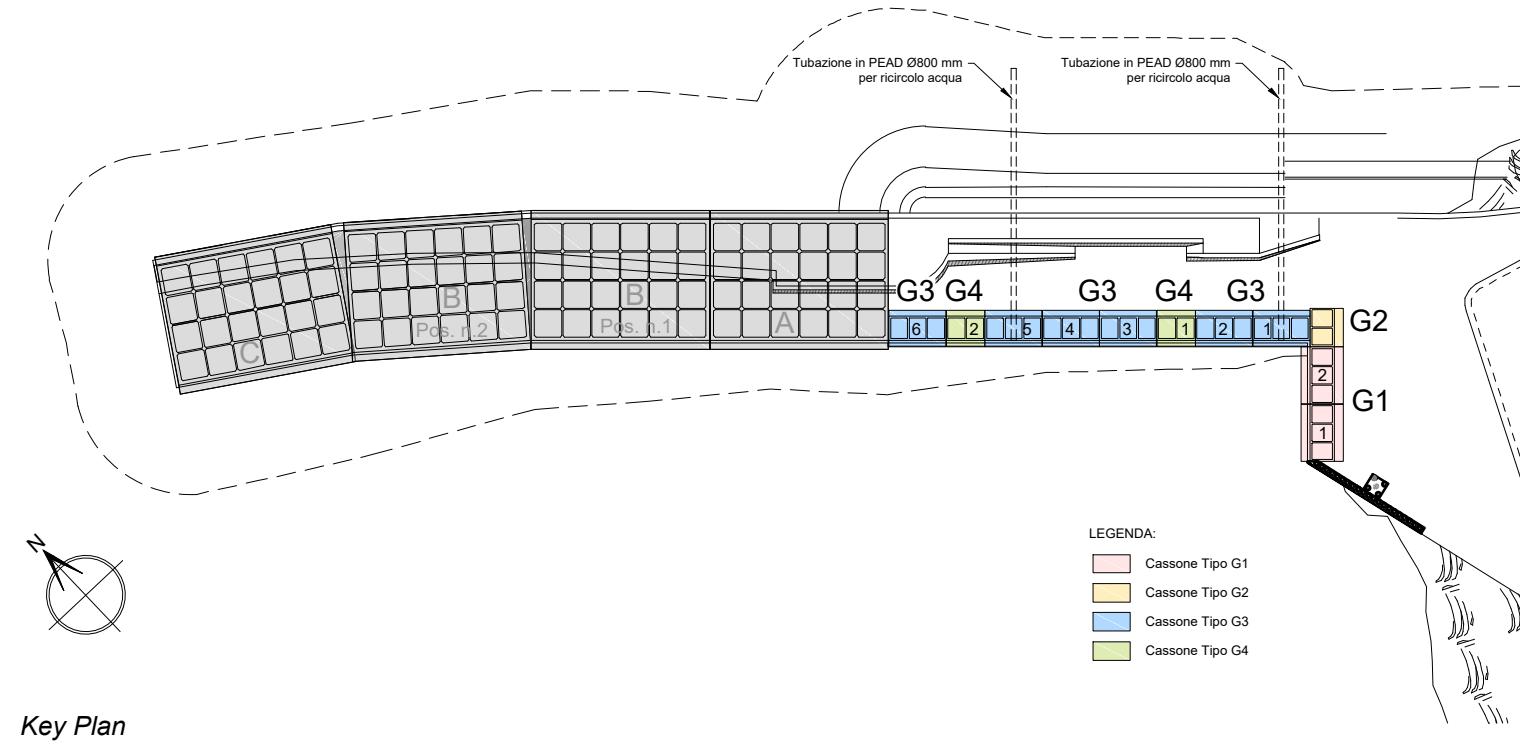 Tubazione in PEAD Ø800 mm
per ricircolo acqua
Tubazione in PEAD Ø800 mm
per ricircolo acqua
G3
G4
G3
G4
G3
G2
G1
C
B
Pos. n.2
B
Pos. n.1
A
6
2
5
4
3
1
2
1
2
1
N
LEGENDA:
Cassone Tipo G1
Cassone Tipo G2
Cassone Tipo G3
Cassone Tipo G4
Key Plan